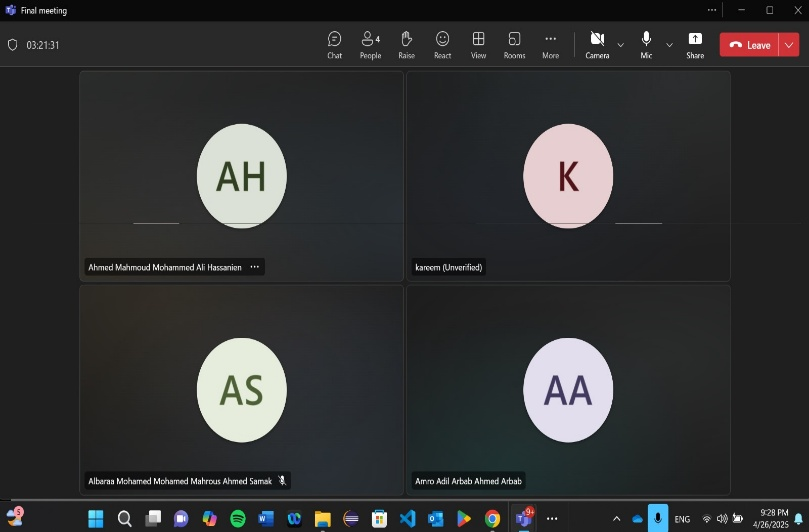 Final meeting
03:21:31
Chat
4
People
Raise
React
View
Rooms
More
Camera
Mic
Share
Leave
AH
Ahmed Mahmoud Mohammed Ali Hassanien
K
kareem (Unverified)
AS
Albaraa Mohamed Mohamed Mahrous Ahmed Samak
AA
Amro Adil Arbab Ahmed Arbab
5
W
9+
ENG
9:28 PM
4/26/2025